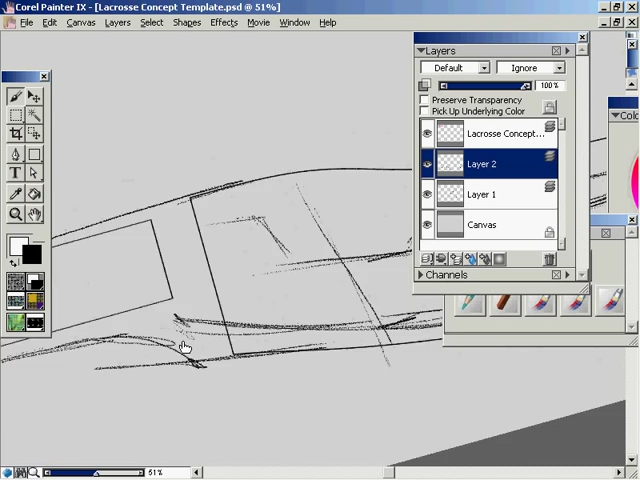 Corel Painter IX - [Lacrosse Concept Template.psd @ 51%]
File Edit Canvas Layers Select Shapes Effects Movie Window Help
Layers
Default Ignore
100%
Preserve Transparency
Pick Up Underlying Color
Lacrosse Concept...
Layer 2
Layer 1
Canvas
Channels
Colo
T
51%